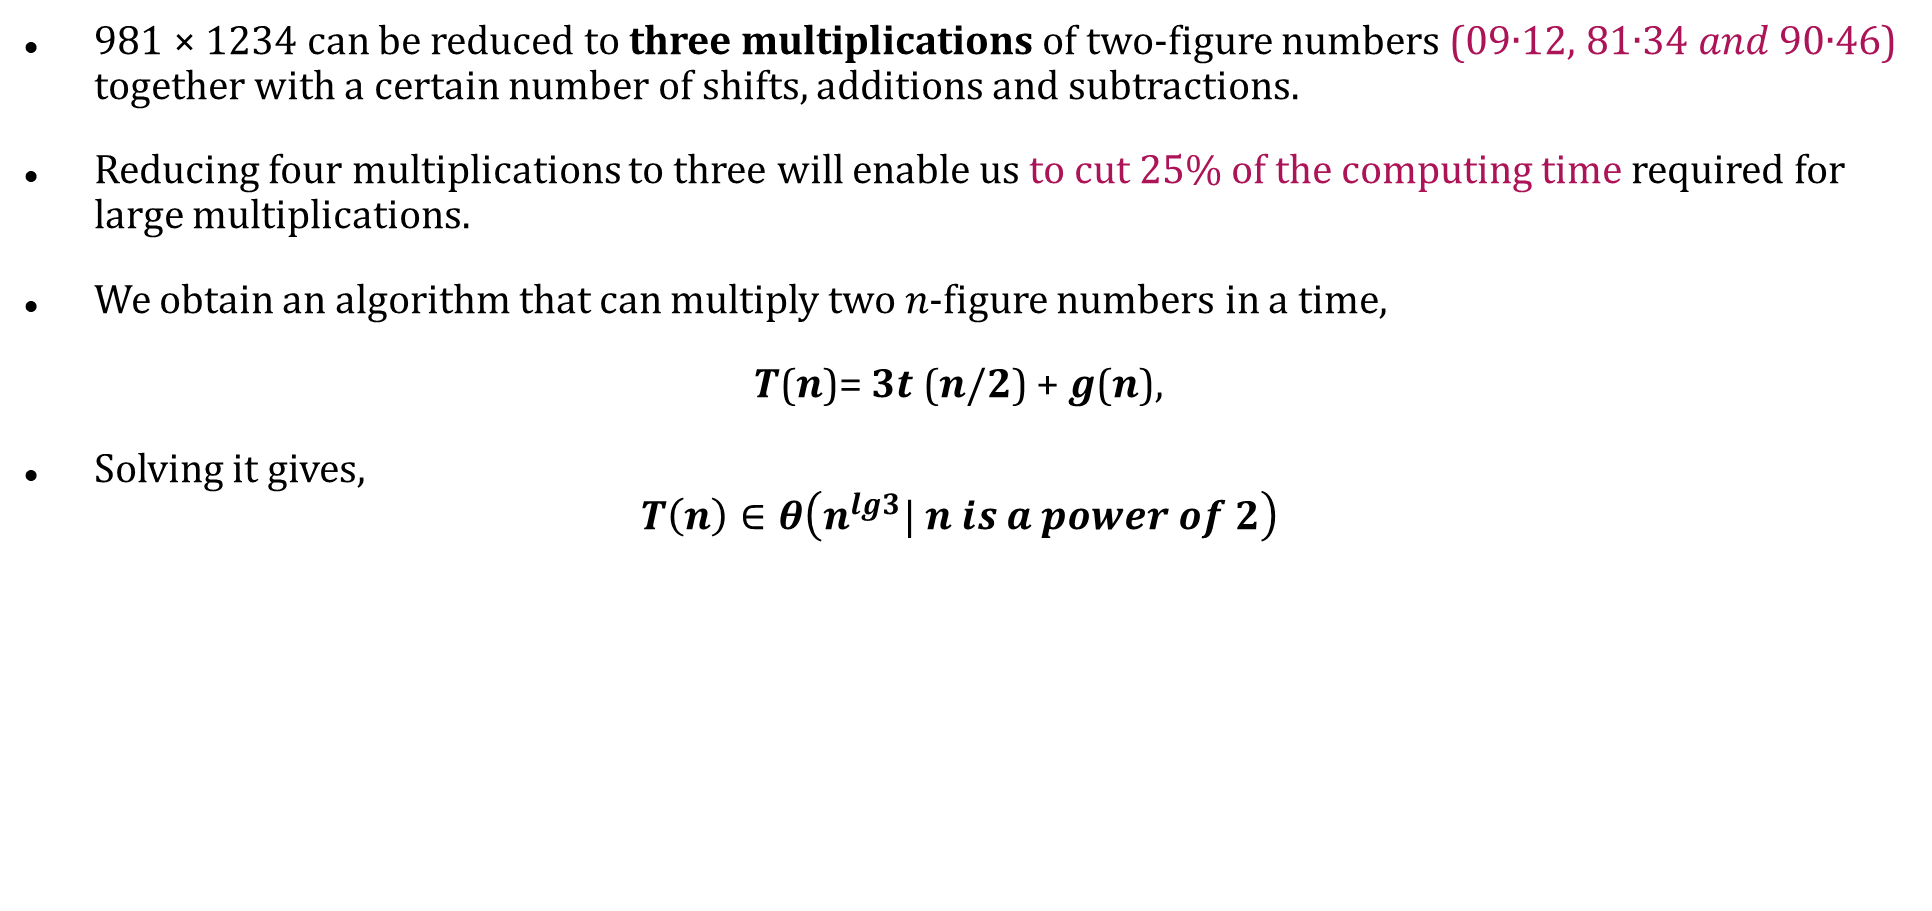 • 981 × 1234 can be reduced to three multiplications of two-figure numbers (09·12, 81·34 and 90·46)
together with a certain number of shifts, additions and subtractions.
• Reducing four multiplications to three will enable us to cut 25% of the computing time required for
large multiplications.
• We obtain an algorithm that can multiply two n-figure numbers in a time,
T(n)= 3t (n/2) + g(n),
• Solving it gives,
T(n) ∈ θ(n^{lg3}| n is a power of 2)